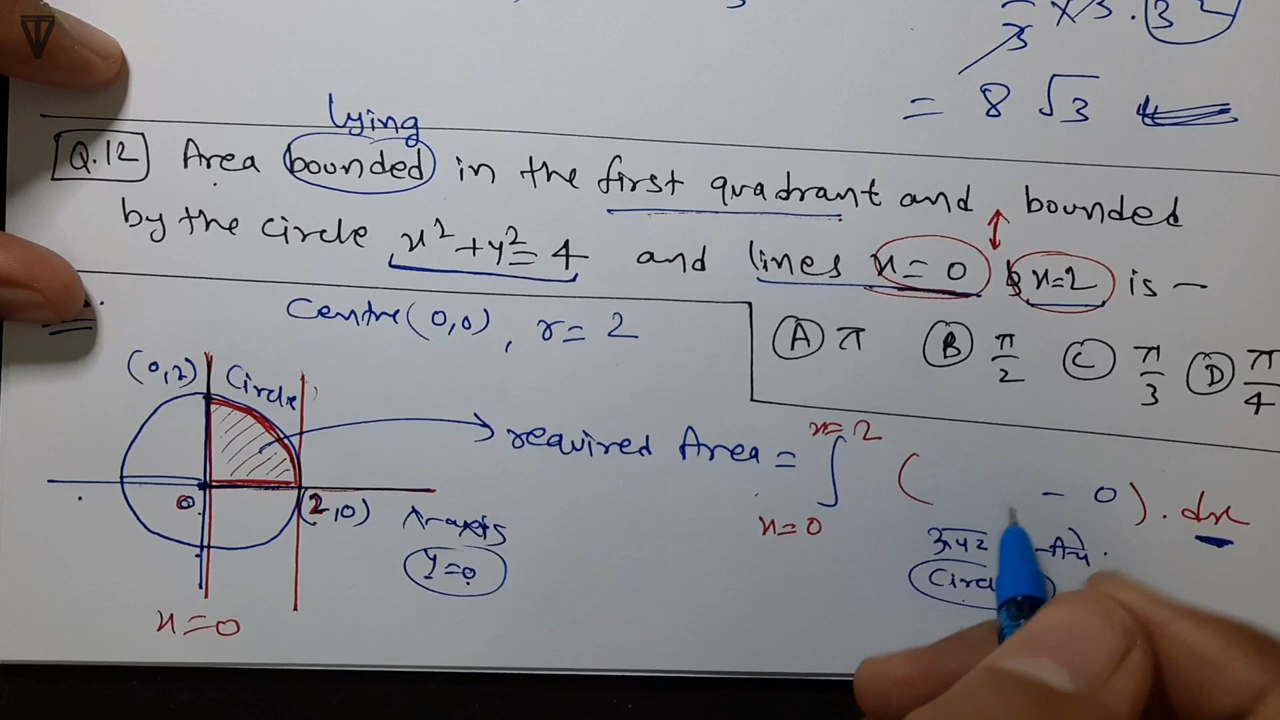 = 8 √3
lying
Q.12 Area bounded in the first quadrant and bounded
by the circle x²+y²=4 and lines x=0 & x=2 is —
Centre (0,0), r=2
(A) π (B) π/2 (C) π/3 (D) π/4
(0,2) Circle
required Area = ∫ x=0 x=2 ( - 0).dx
0 (2,0)
y=0
x=0